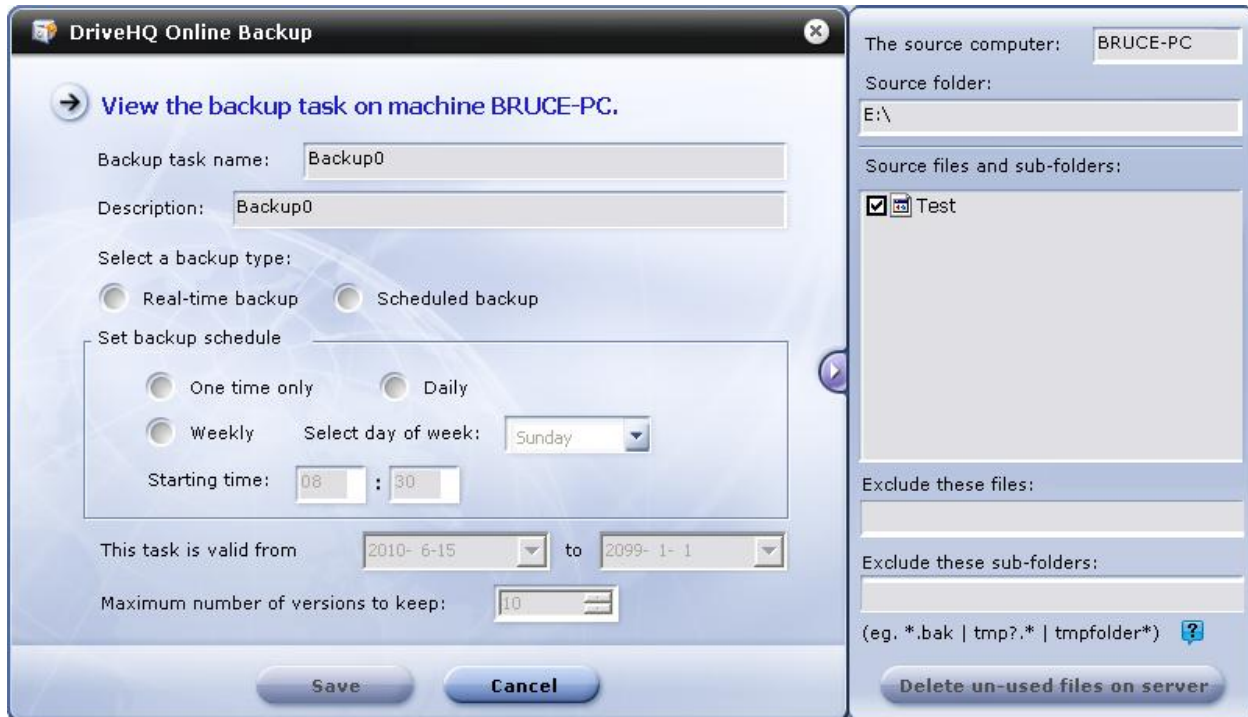 DriveHQ Online Backup
View the backup task on machine BRUCE-PC.
Backup task name: Backup0
Description: Backup0
Select a backup type:
Real-time backup Scheduled backup
Set backup schedule
One time only Daily
Weekly Select day of week: Sunday
Starting time: 08 : 30
This task is valid from 2010- 6-15 to 2099- 1- 1
Maximum number of versions to keep: 10
Save Cancel
The source computer: BRUCE-PC
Source folder:
E:\
Source files and sub-folders:
Test
Exclude these files:
Exclude these sub-folders:
(eg. *.bak | tmp?.* | tmpfolder*) ?
Delete un-used files on server